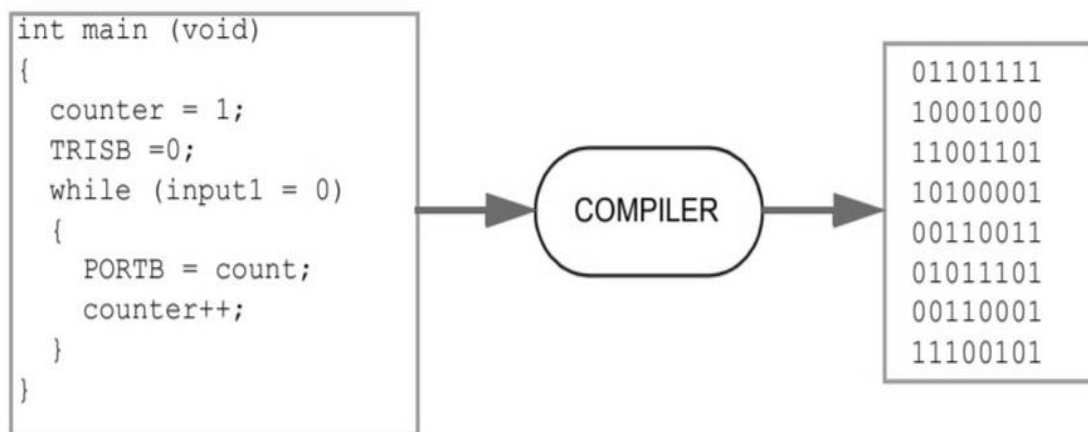 int main (void)
{
counter = 1;
TRISB =0;
while (input1 = 0)
{
PORTB = count;
counter++;
}
}
COMPILER
01101111
10001000
11001101
10100001
00110011
01011101
00110001
11100101